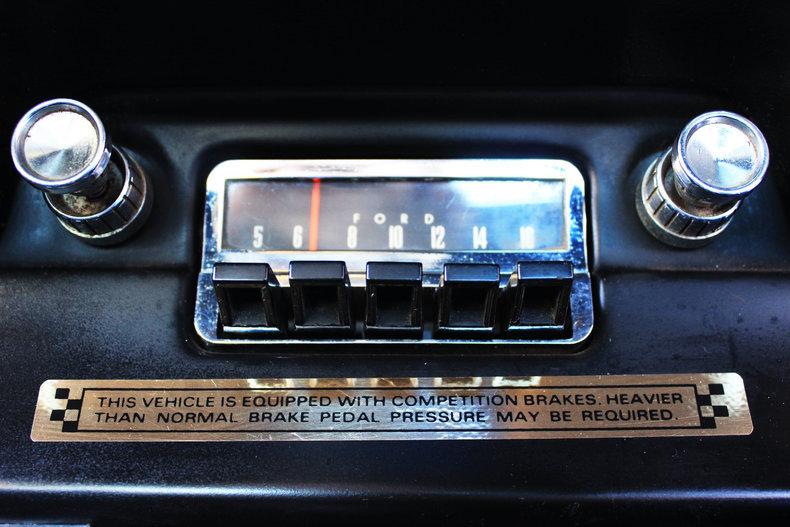 FORD
5 6 8 10 12 14 16
THIS VEHICLE IS EQUIPPED WITH COMPETITION BRAKES. HEAVIER
THAN NORMAL BRAKE PEDAL PRESSURE MAY BE REQUIRED.